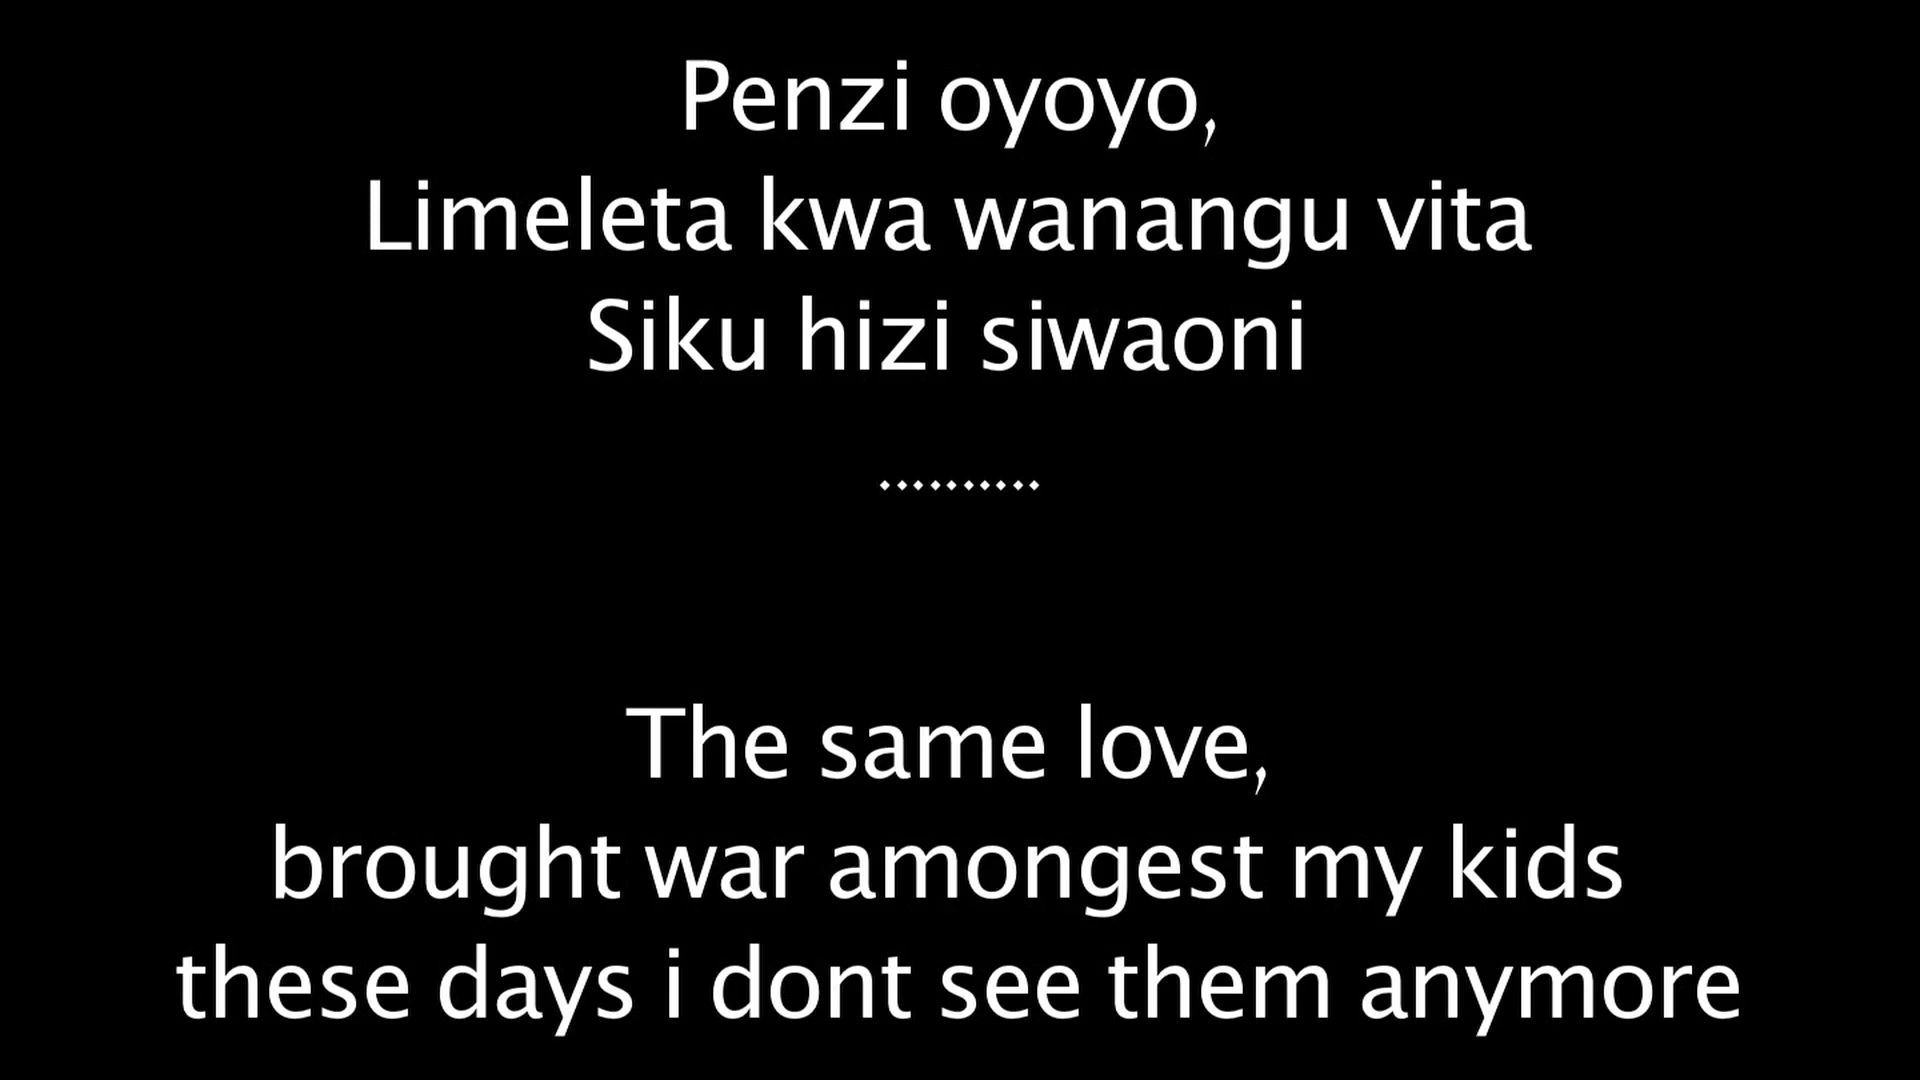 Penzi oyoyo,
Limeleta kwa wanangu vita
Siku hizi siwaoni
..........
The same love,
brought war amongest my kids
these days i dont see them anymore